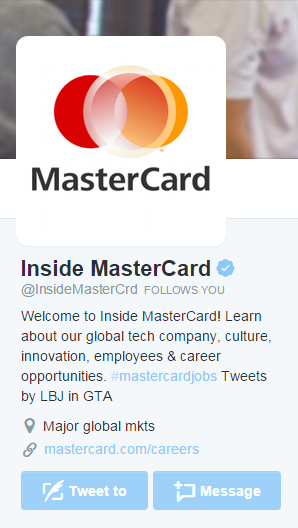 MasterCard
Inside MasterCard
@InsideMasterCrd FOLLOWS YOU
Welcome to Inside MasterCard! Learn
about our global tech company, culture,
innovation, employees & career
opportunities. #mastercardjobs Tweets
by LBJ in GTA
Major global mkts
mastercard.com/careers
Tweet to
Message